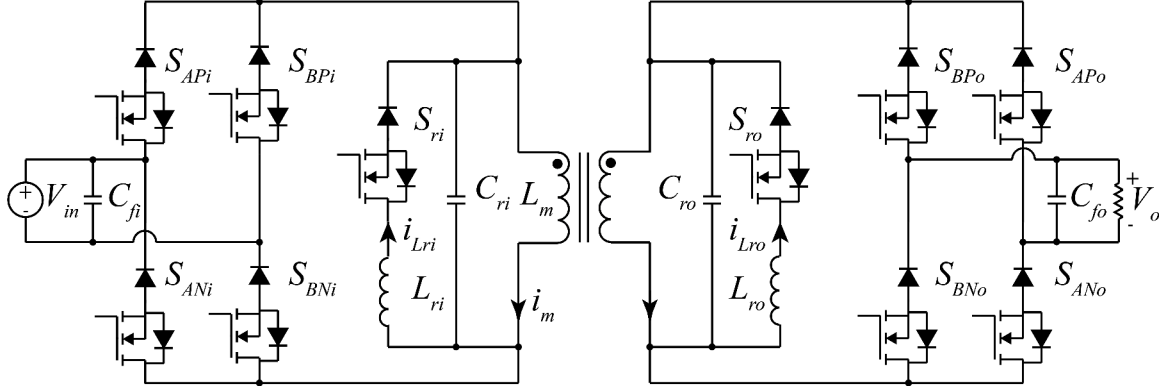 S_APi
S_BPi
S_ri
V_in
C_fi
C_ri
L_m
i_Lri
S_ANi
S_BNi
L_ri
i_m
S_BPo
S_APo
S_ro
C_ro
i_Lro
C_fo
+
V_o
-
L_ro
S_BNo
S_ANo
+
-